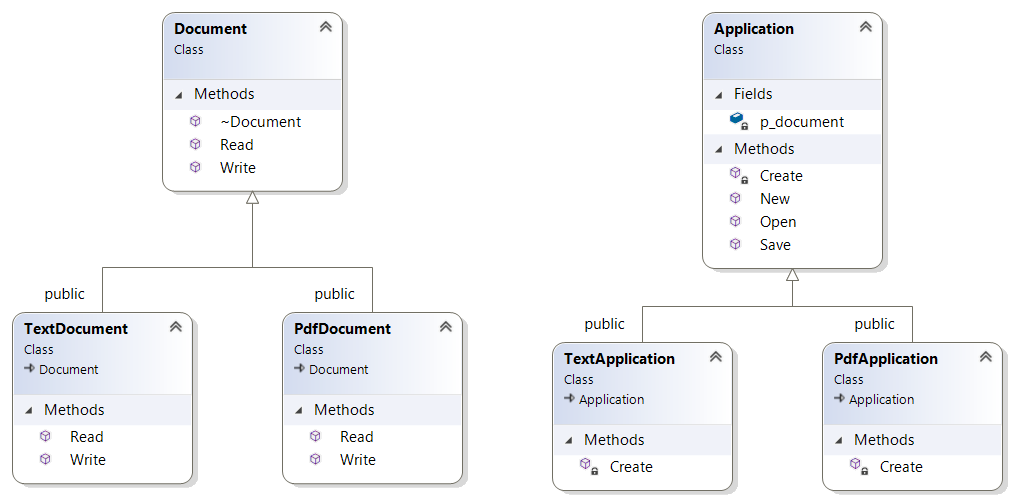 Document
Class
Methods
~Document
Read
Write
Application
Class
Fields
p_document
Methods
Create
New
Open
Save
public
TextDocument
Class
Document
Methods
Read
Write
public
PdfDocument
Class
Document
Methods
Read
Write
public
TextApplication
Class
Application
Methods
Create
public
PdfApplication
Class
Application
Methods
Create